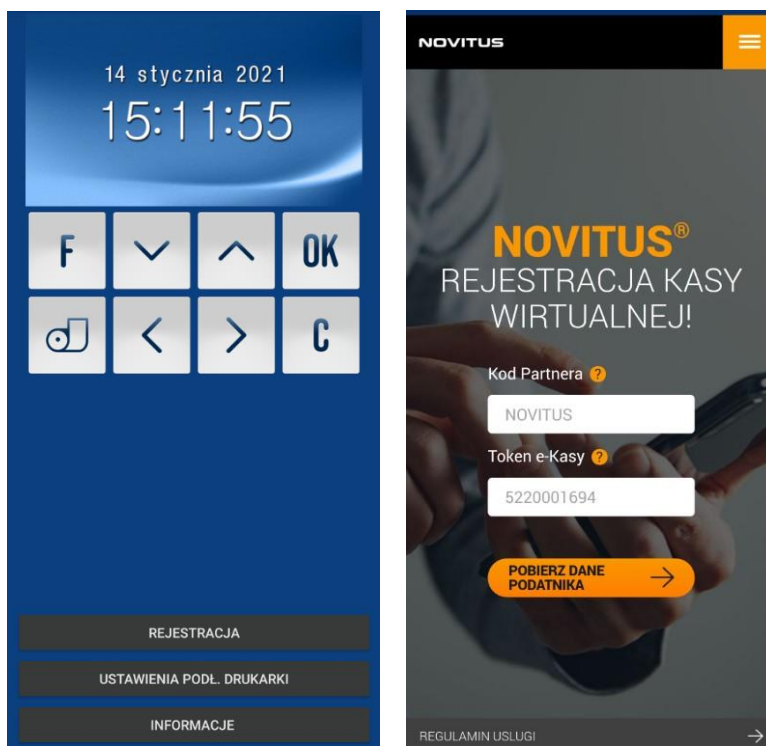 14 stycznia 2021
15:11:55
F
OK
C
REJESTRACJA
USTAWIENIA PODŁ. DRUKARKI
INFORMACJE
NOVITUS
NOVITUS®
REJESTRACJA KASY
WIRTUALNEJ!
Kod Partnera ?
NOVITUS
Token e-Kasy ?
5220001694
POBIERZ DANE
PODATNIKA
REGULAMIN USLUGI